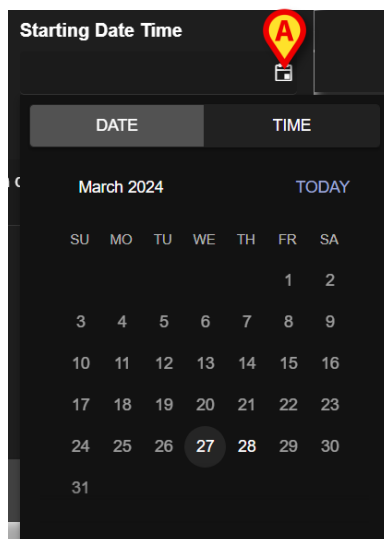 Starting Date Time
A
DATE TIME
March 2024 TODAY
SU MO TU WE TH FR SA
1 2
3 4 5 6 7 8 9
10 11 12 13 14 15 16
17 18 19 20 21 22 23
24 25 26 27 28 29 30
31